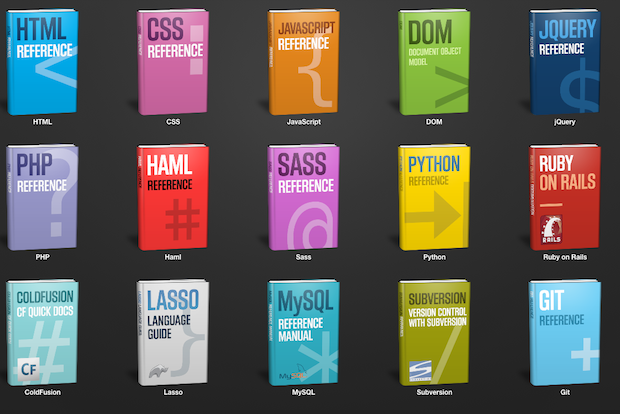 HTML
REFERENCE
HTML
CSS
REFERENCE
CSS
JAVASCRIPT
REFERENCE
JavaScript
DOM
DOCUMENT OBJECT
MODEL
DOM
JQUERY
REFERENCE
jQuery
PHP
REFERENCE
PHP
HAML
REFERENCE
Haml
SASS
REFERENCE
Sass
PYTHON
REFERENCE
Python
RUBY
ON RAILS
RAILS
Ruby on Rails
COLDFUSION
CF QUICK DOCS
Cf
ColdFusion
LASSO
LANGUAGE
GUIDE
Lasso
MySQL
REFERENCE
MANUAL
MySQL
SUBVERSION
VERSION CONTROL
WITH SUBVERSION
Subversion
GIT
REFERENCE
Git